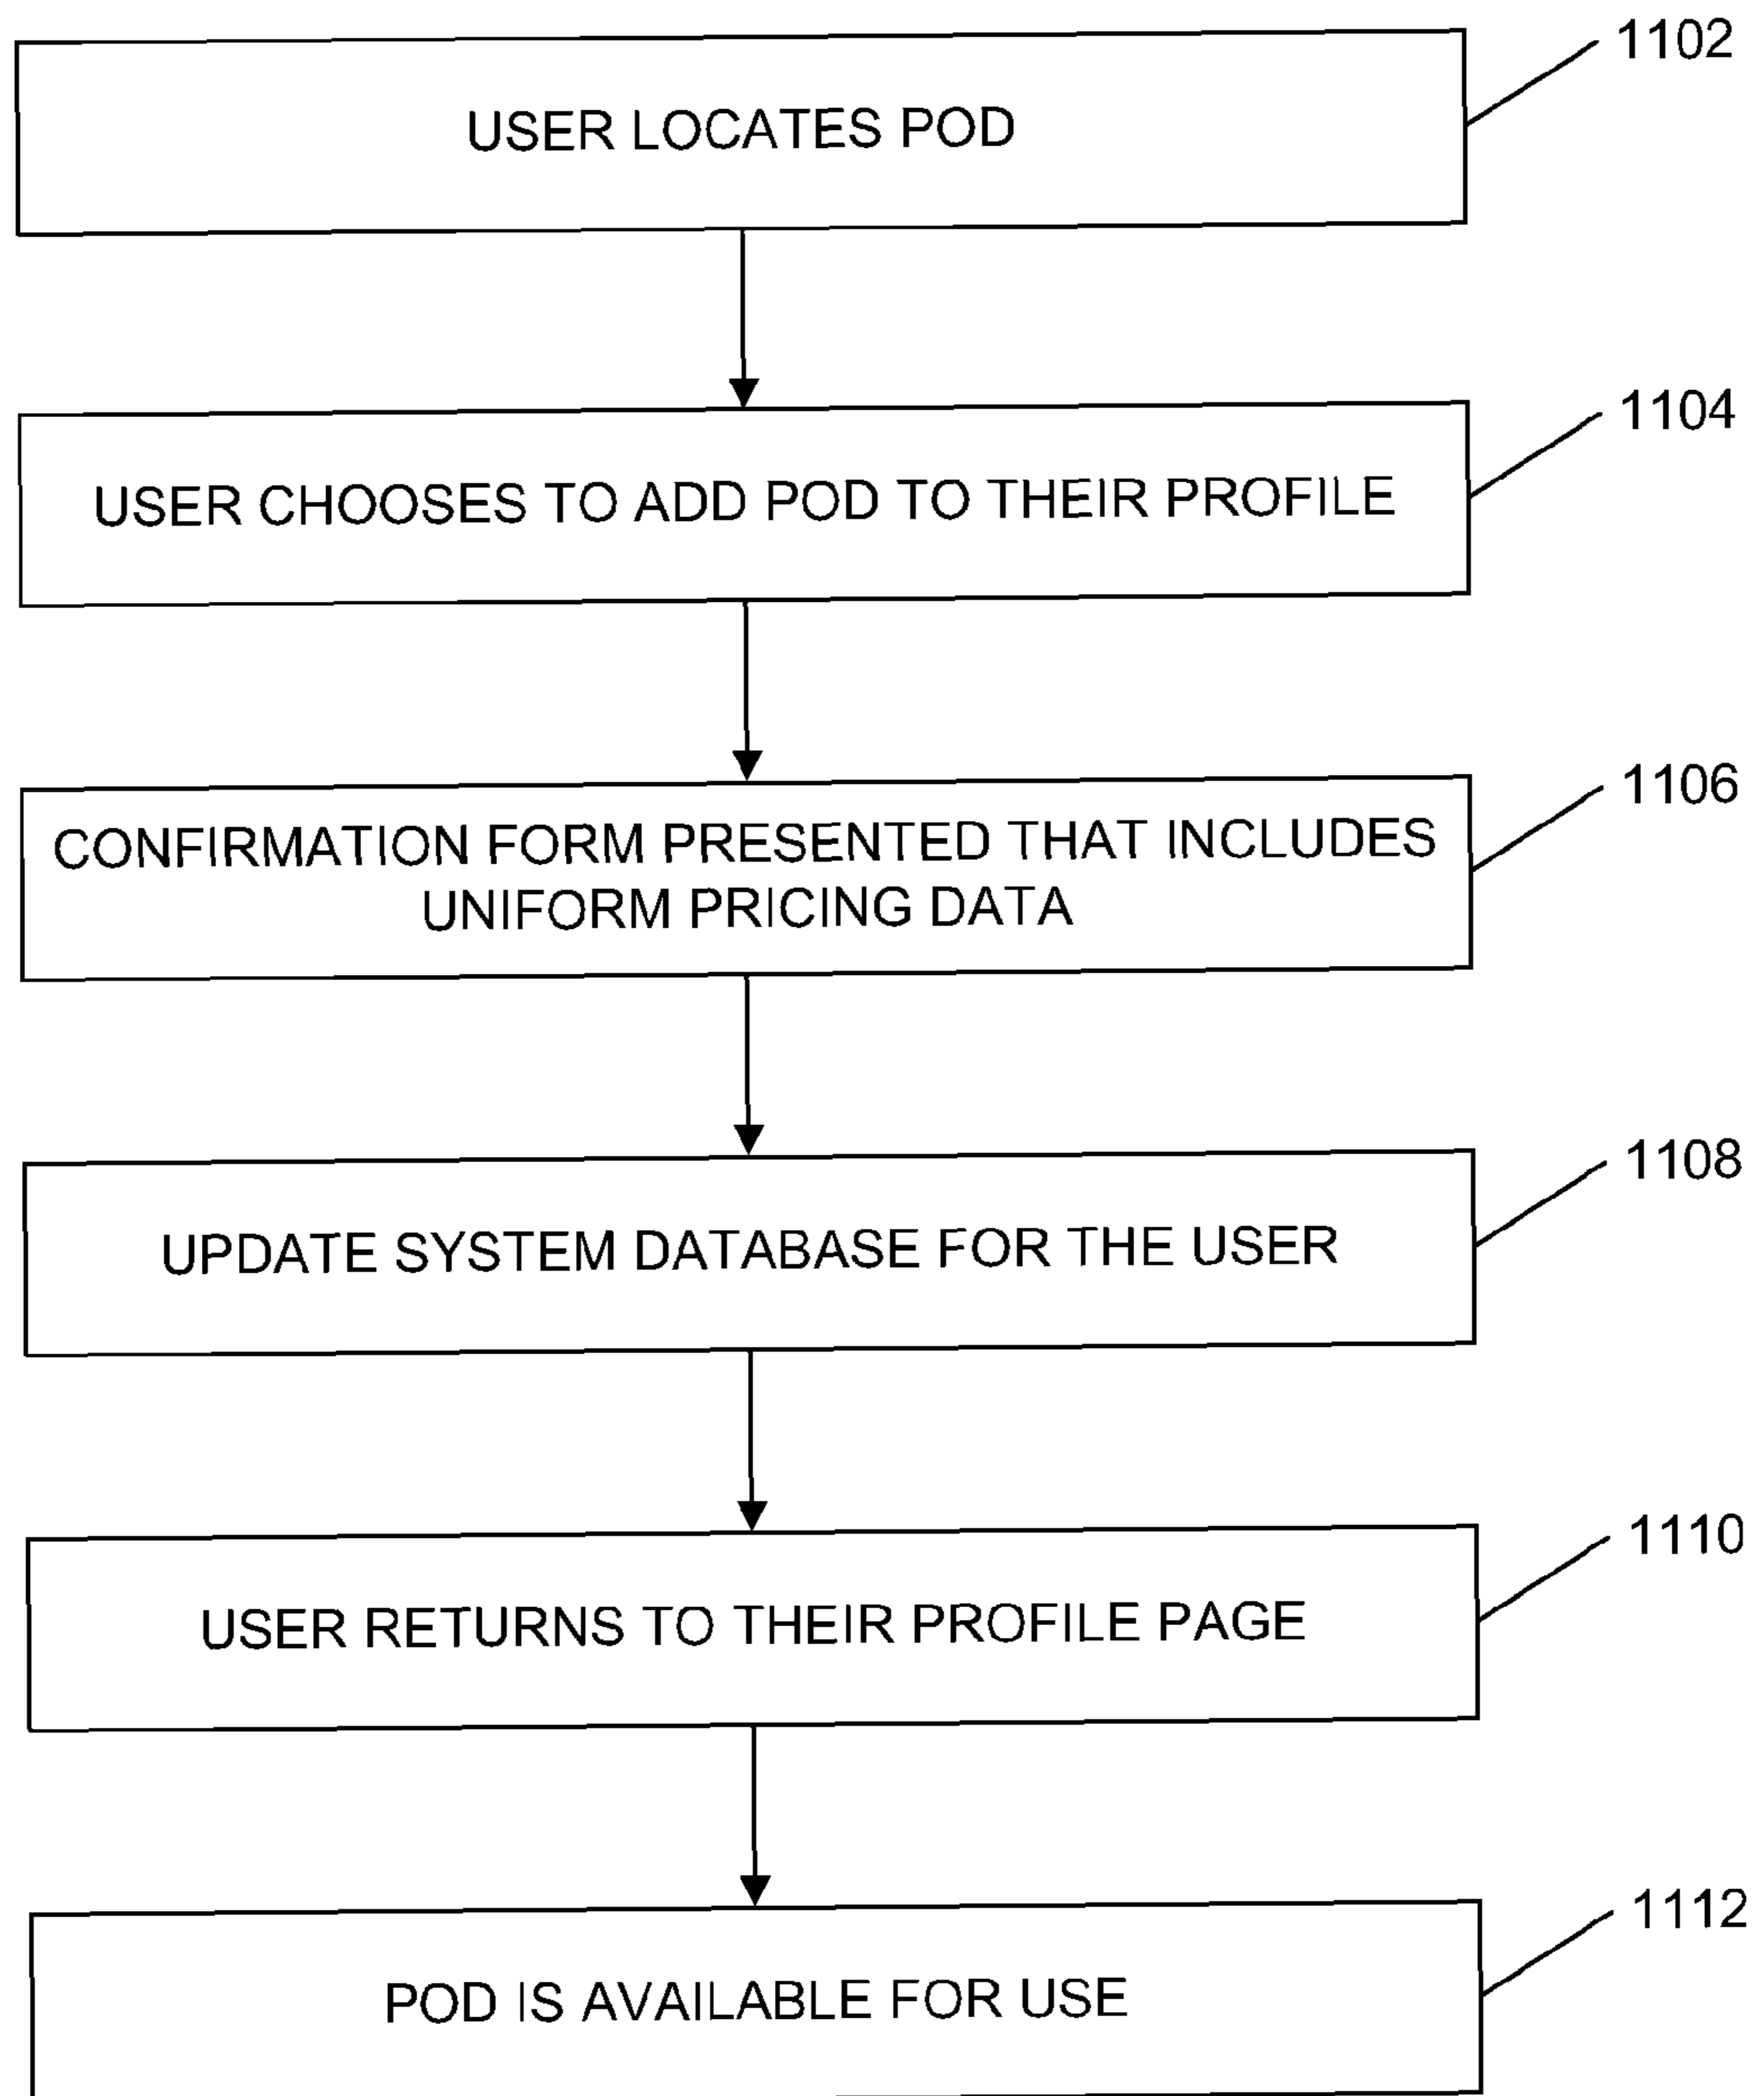 1102
USER LOCATES POD
1104
USER CHOOSES TO ADD POD TO THEIR PROFILE
1106
CONFIRMATION FORM PRESENTED THAT INCLUDES
UNIFORM PRICING DATA
1108
UPDATE SYSTEM DATABASE FOR THE USER
1110
USER RETURNS TO THEIR PROFILE PAGE
1112
POD IS AVAILABLE FOR USE